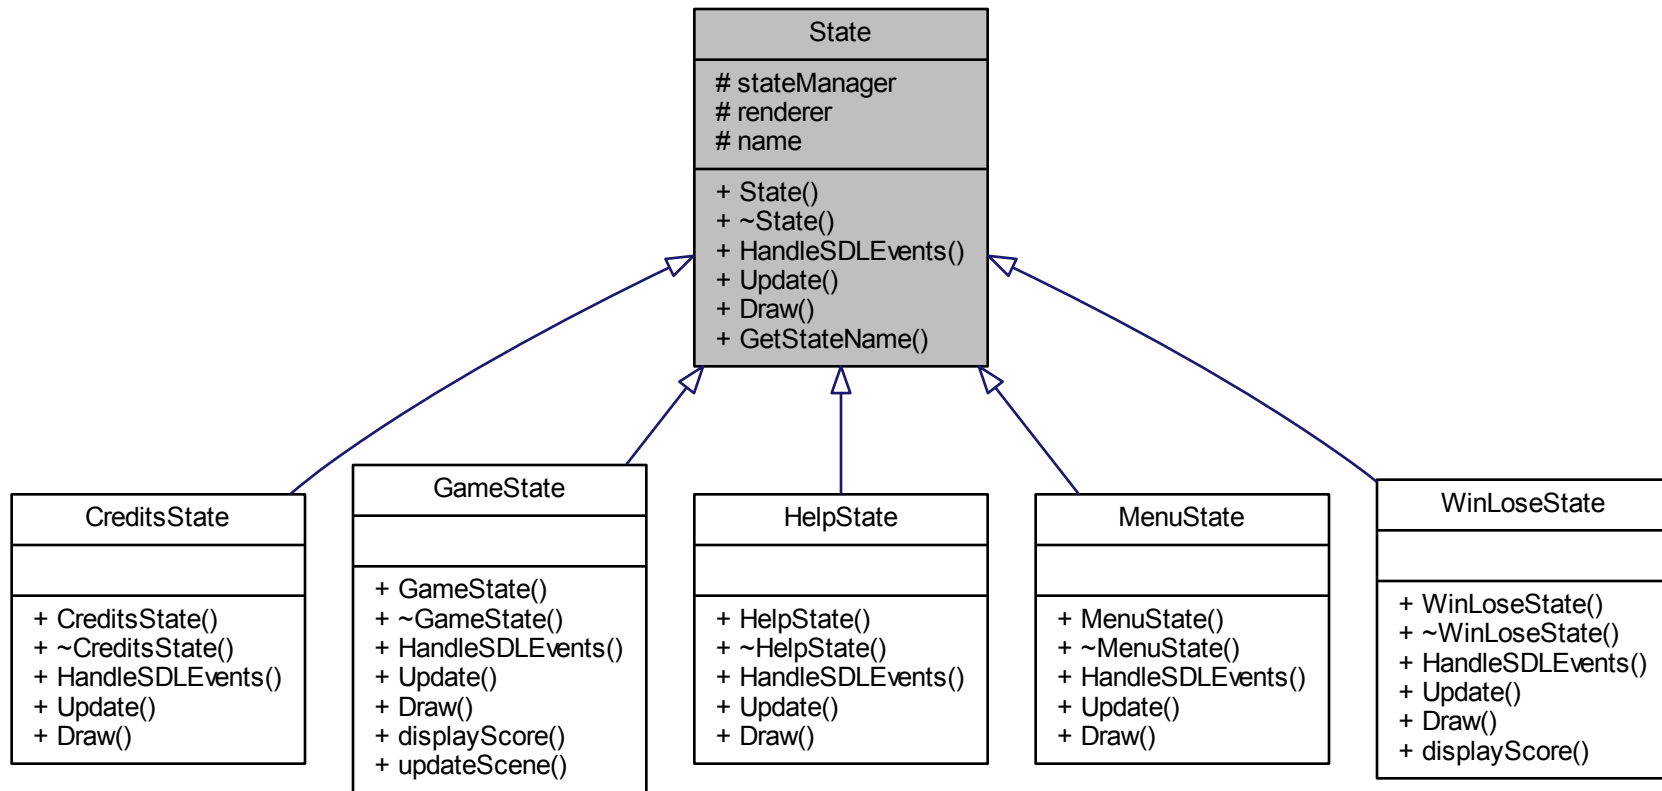 State
# stateManager
# renderer
# name
+ State()
+ ~State()
+ HandleSDLEvents()
+ Update()
+ Draw()
+ GetStateName()
CreditsState
+ CreditsState()
+ ~CreditsState()
+ HandleSDLEvents()
+ Update()
+ Draw()
GameState
+ GameState()
+ ~GameState()
+ HandleSDLEvents()
+ Update()
+ Draw()
+ displayScore()
+ updateScene()
HelpState
+ HelpState()
+ ~HelpState()
+ HandleSDLEvents()
+ Update()
+ Draw()
MenuState
+ MenuState()
+ ~MenuState()
+ HandleSDLEvents()
+ Update()
+ Draw()
WinLoseState
+ WinLoseState()
+ ~WinLoseState()
+ HandleSDLEvents()
+ Update()
+ Draw()
+ displayScore()